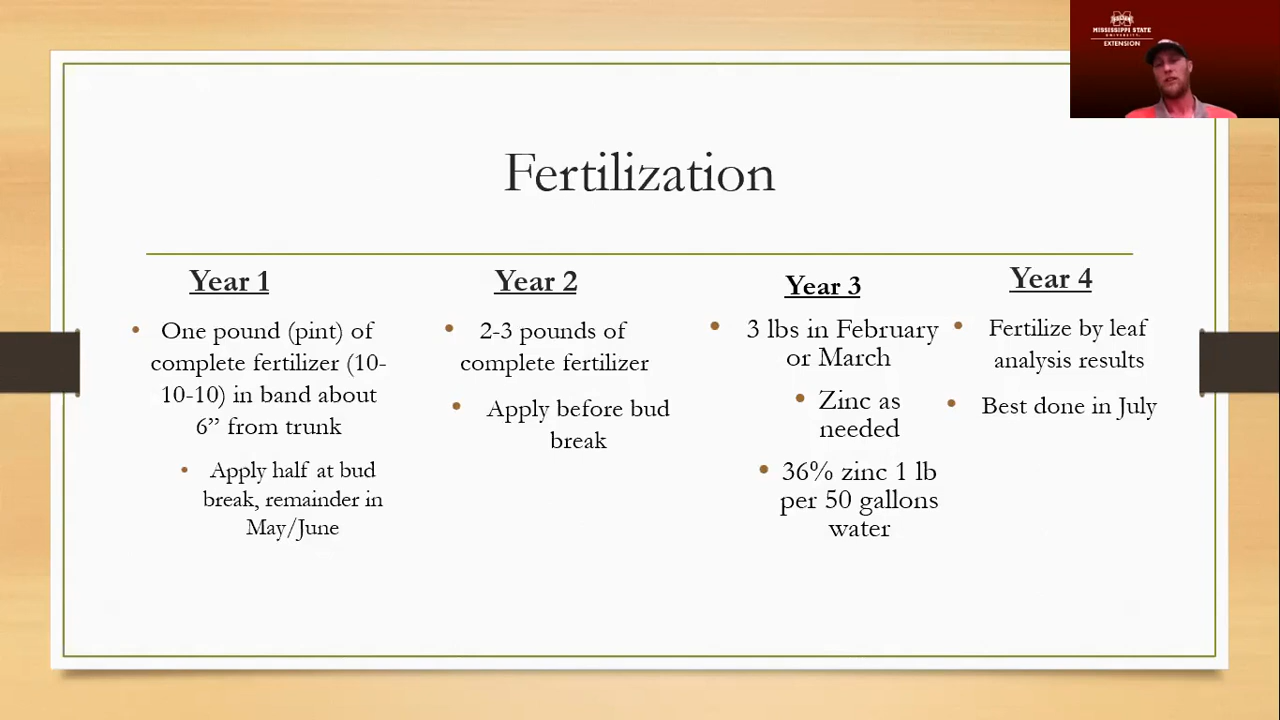 MISSISSIPPI STATE
UNIVERSITY
EXTENSION
Fertilization
Year 1
• One pound (pint) of
complete fertilizer (10-
10-10) in band about
6” from trunk
• Apply half at bud
break, remainder in
May/June
Year 2
• 2-3 pounds of
complete fertilizer
• Apply before bud
break
Year 3
• 3 lbs in February
or March
• Zinc as
needed
• 36% zinc 1 lb
per 50 gallons
water
Year 4
• Fertilize by leaf
analysis results
• Best done in July